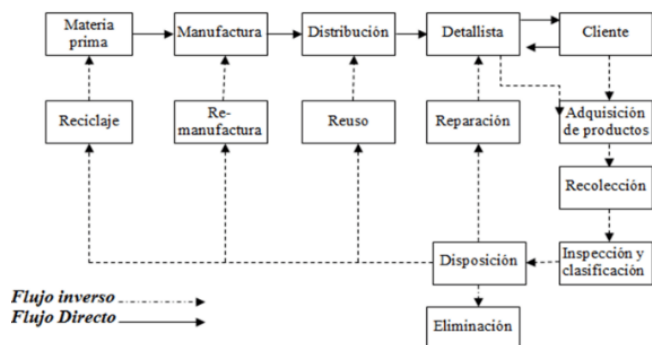 Materia
prima
Manufactura
Distribución
Detallista
Cliente
Reciclaje
Re-
manufactura
Reuso
Reparación
Adquisición
de productos
Recolección
Disposición
Inspección y
clasificación
Eliminación
Flujo inverso
Flujo Directo